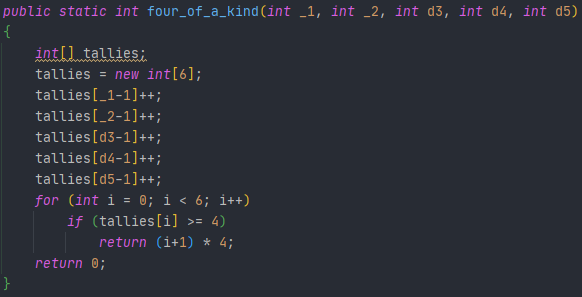 public static int four_of_a_kind(int _1, int _2, int d3, int d4, int d5)
{
    int[] tallies;
    tallies = new int[6];
    tallies[_1-1]++;
    tallies[_2-1]++;
    tallies[d3-1]++;
    tallies[d4-1]++;
    tallies[d5-1]++;
    for (int i = 0; i < 6; i++)
        if (tallies[i] >= 4)
            return (i+1) * 4;
    return 0;
}